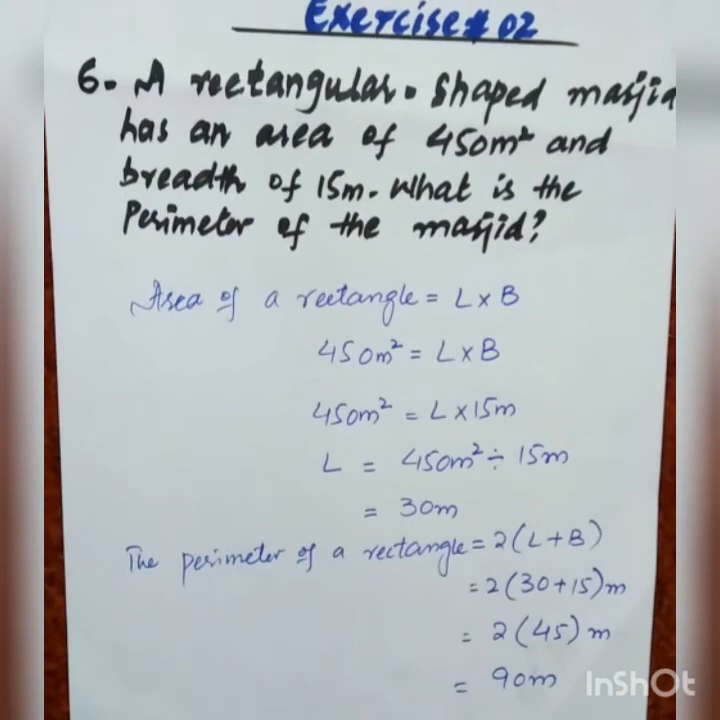 Exercise# 02
6. A rectangular. Shaped masjid
has an area of 450m² and
breadth of 15m. What is the
Perimeter of the masjid?
Area of a rectangle = L x B
450m² = L x B
450m² = L x 15m
L = 450m² ÷ 15m
= 30m
The perimeter of a rectangle = 2(L+B)
= 2(30+15)m
= 2(45)m
= 90m
InShOt